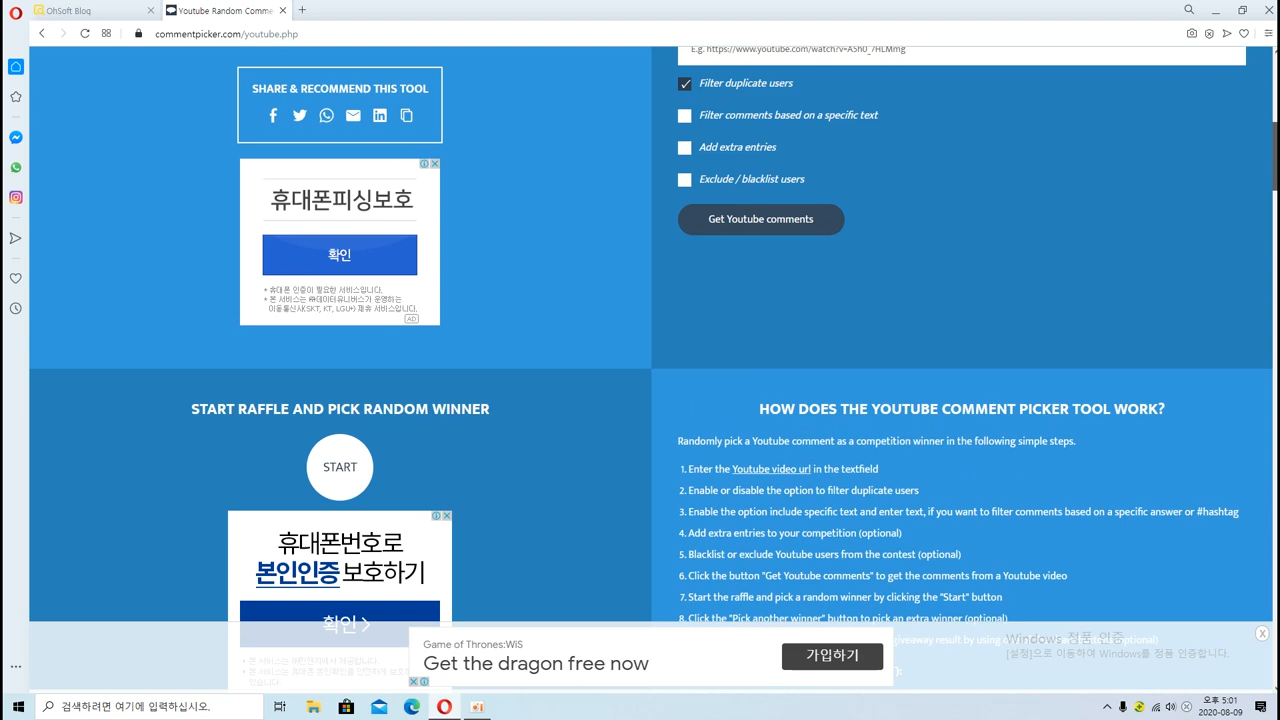 OhSoft Blog
Youtube Random Comme
commentpicker.com/youtube.php
SHARE & RECOMMEND THIS TOOL
휴대폰피싱보호
확인
* 휴대폰 인증이 필요한 서비스입니다.
* 본 서비스는 ㈜데이터유니버스가 운영하는
이동통신사(SKT, KT, LGU+) 제휴 서비스입니다.
AD
E.g. https://www.youtube.com/watch?v=A5h0_7HLMmg
Filter duplicate users
Filter comments based on a specific text
Add extra entries
Exclude / blacklist users
Get Youtube comments
START RAFFLE AND PICK RANDOM WINNER
START
휴대폰번호로
본인인증 보호하기
확인 >
HOW DOES THE YOUTUBE COMMENT PICKER TOOL WORK?
Randomly pick a Youtube comment as a competition winner in the following simple steps.
1. Enter the Youtube video url in the textfield
2. Enable or disable the option to filter duplicate users
3. Enable the option include specific text and enter text, if you want to filter comments based on a specific answer or #hashtag
4. Add extra entries to your competition (optional)
5. Blacklist or exclude Youtube users from the contest (optional)
6. Click the button "Get Youtube comments" to get the comments from a Youtube video
7. Start the raffle and pick a random winner by clicking the "Start" button
8. Click the "Pick another winner" button to pick an extra winner (optional)
giveaway result by using
Windows 정품 인증
[설정]으로 이동하여 Windows를 정품 인증합니다.
Game of Thrones:WiS
Get the dragon free now
가입하기
검색하려면 여기에 입력하십시오.
오후 5:01
2020-08-09